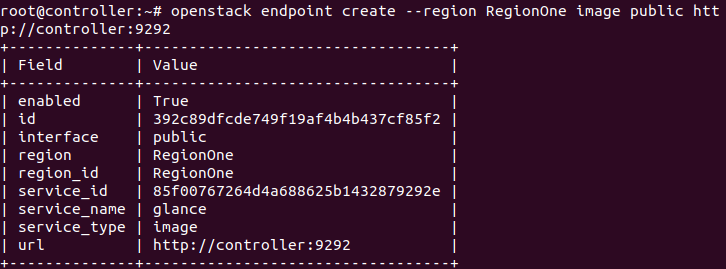 root@controller:~# openstack endpoint create --region RegionOne image public htt
p://controller:9292
+--------------+----------------------------------+
| Field        | Value                            |
+--------------+----------------------------------+
| enabled      | True                             |
| id           | 392c89dfcde749f19af4b4b437cf85f2 |
| interface    | public                           |
| region       | RegionOne                        |
| region_id    | RegionOne                        |
| service_id   | 85f00767264d4a688625b1432879292e |
| service_name | glance                           |
| service_type | image                            |
| url          | http://controller:9292           |
+--------------+----------------------------------+